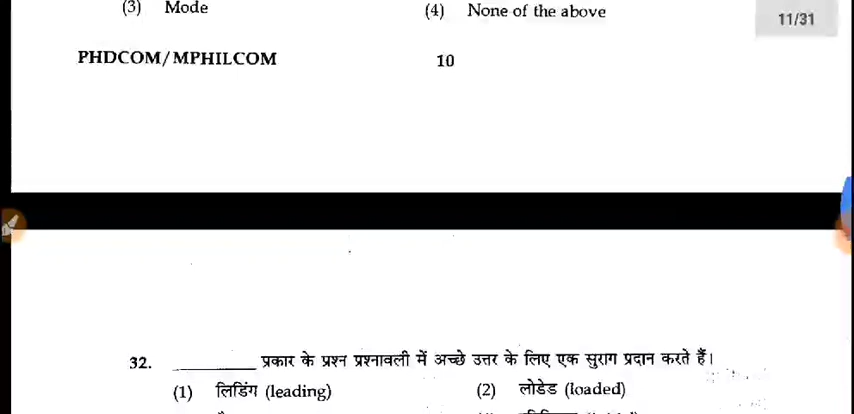 (3) Mode (4) None of the above
11/31
PHDCOM/MPHILCOM 10
32. ________ प्रकार के प्रश्न प्रश्नावली में अच्छे उत्तर के लिए एक सुराग प्रदान करते हैं।
(1) लिडिंग (leading) (2) लोडेड (loaded)